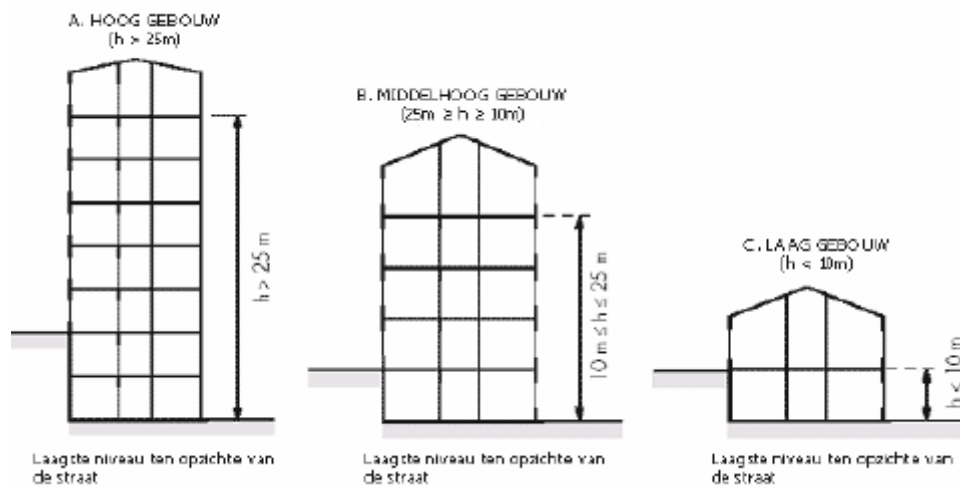 A. HOOG GEBOUW
(h > 25m)
h > 25 m
Laagste niveau ten opzichte van
de straat
B. MIDDELHOOG GEBOUW
(25m ≥ h ≥ 10m)
10 m ≤ h ≤ 25 m
Laagste niveau ten opzichte van
de straat
C. LAAG GEBOUW
(h < 10m)
h < 10 m
Laagste niveau ten opzichte van
de straat